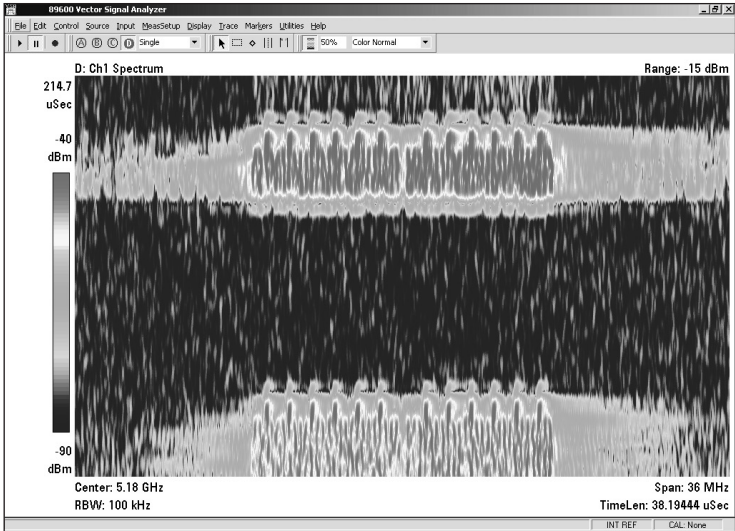 89600 Vector Signal Analyzer
File Edit Control Source Input MeasSetup Display Trace Markers Utilities Help
A B C D Single 50% Color Normal
D: Ch1 Spectrum Range: -15 dBm
214.7
uSec
-40
dBm
-90
dBm
Center: 5.18 GHz Span: 36 MHz
RBW: 100 kHz TimeLen: 38.19444 uSec
INT REF CAL: None